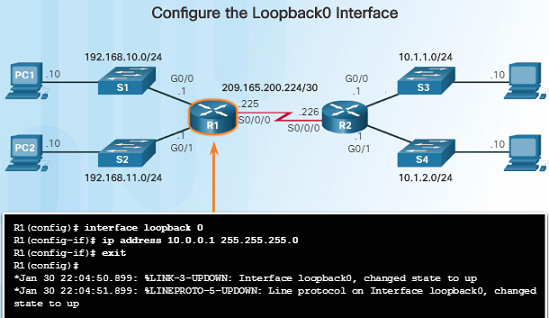 Configure the Loopback0 Interface
192.168.10.0/24
10.1.1.0/24
PC1
.10
S1
G0/0
.1
209.165.200.224/30
G0/0
.1
S3
.10
.225
R1
S0/0/0
.226
S0/0/0
R2
PC2
.10
S2
.1
G0/1
.1
G0/1
S4
.10
192.168.11.0/24
10.1.2.0/24
R1(config)# interface loopback 0
R1(config-if)# ip address 10.0.0.1 255.255.255.0
R1(config-if)# exit
R1(config)#
*Jan 30 22:04:50.899: %LINK-3-UPDOWN: Interface loopback0, changed state to up
*Jan 30 22:04:51.899: %LINEPROTO-5-UPDOWN: Line protocol on Interface loopback0, changed
state to up